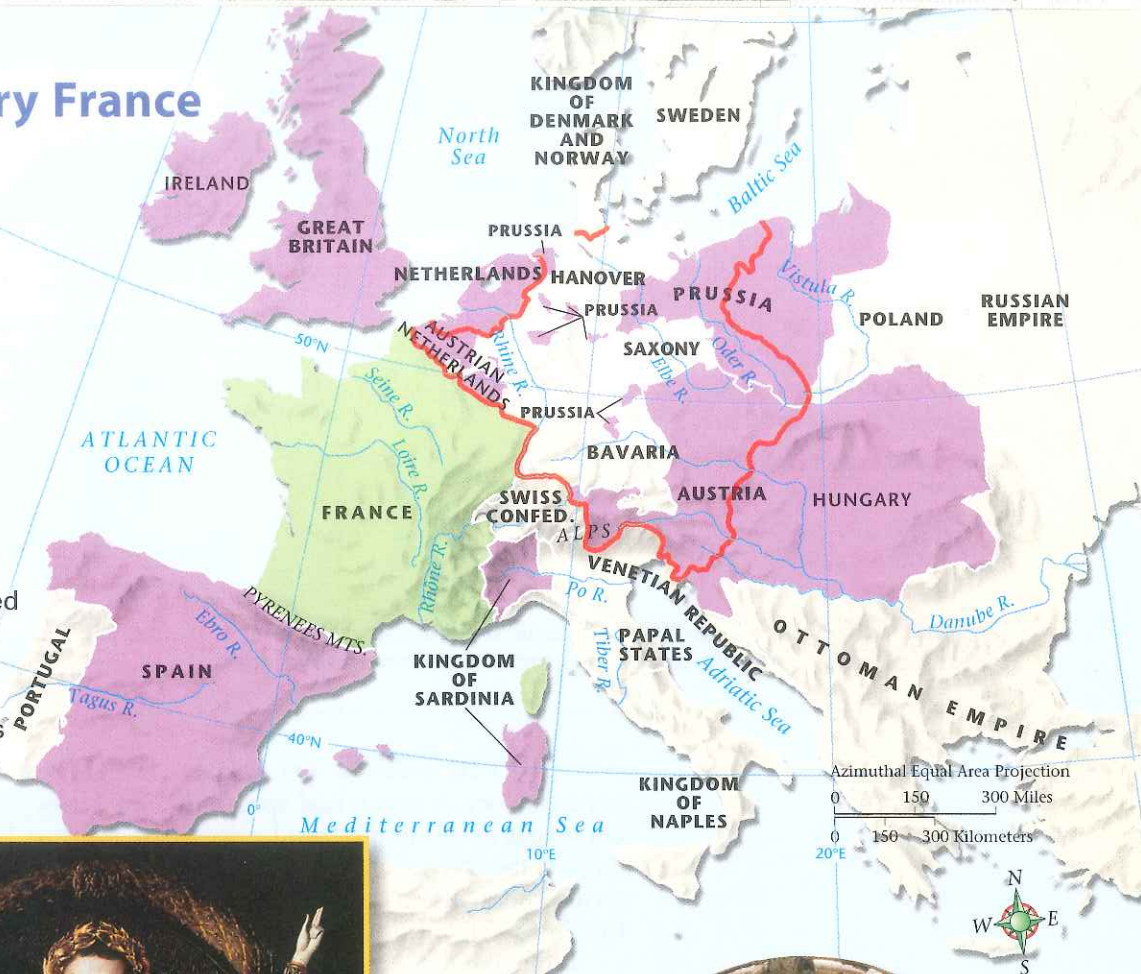 ry France
KINGDOM
OF
DENMARK
AND
NORWAY
SWEDEN
North
Sea
Baltic Sea
IRELAND
GREAT
BRITAIN
PRUSSIA
NETHERLANDS
HANOVER
PRUSSIA
Vistula R.
RUSSIAN
EMPIRE
PRUSSIA
POLAND
AUSTRIAN
NETHERLANDS
50°N
Rhine R.
SAXONY
Oder R.
Elbe R.
Seine R.
PRUSSIA
ATLANTIC
OCEAN
Loire R.
BAVARIA
FRANCE
SWISS
CONFED.
AUSTRIA
HUNGARY
ALPS
Rhône R.
VENETIAN REPUBLIC
Po R.
ed
PYRENEES MTS.
Danube R.
Ebro R.
PORTUGAL
SPAIN
KINGDOM
OF
SARDINIA
Tiber R.
PAPAL
STATES
OTTOMAN EMPIRE
Adriatic Sea
Tagus R.
s
40°N
0°
Mediterranean Sea
KINGDOM
OF
NAPLES
Azimuthal Equal Area Projection
0 150 300 Miles
0 150 300 Kilometers
10°E
20°E
N
W E
S